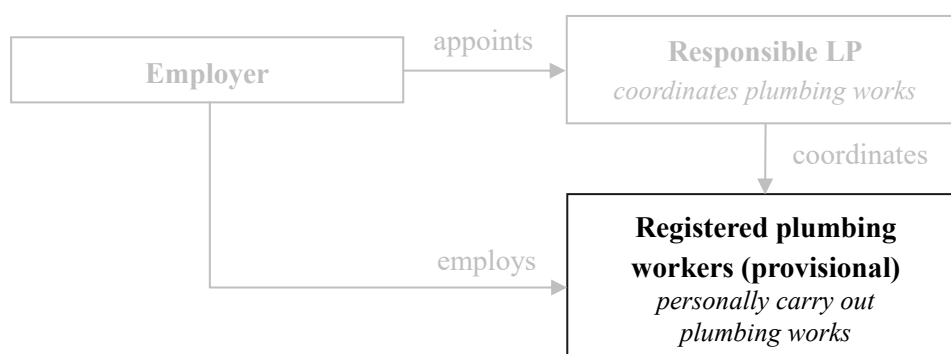 appoints
Employer
Responsible LP
coordinates plumbing works
coordinates
Registered plumbing
workers (provisional)
personally carry out
plumbing works
employs